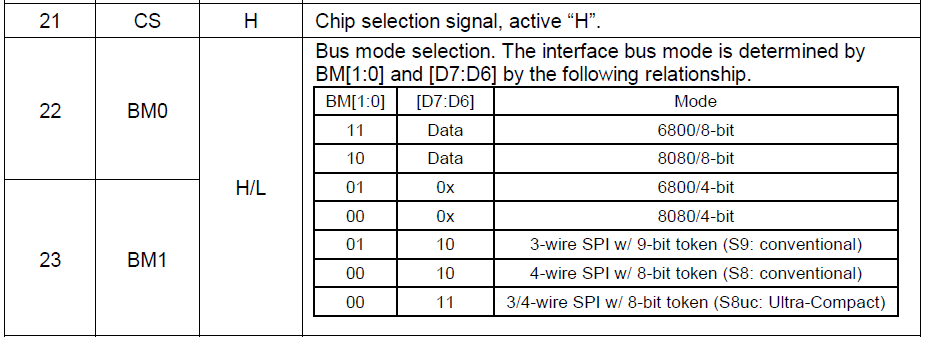 21 CS H Chip selection signal, active “H”.
22 BM0 H/L Bus mode selection. The interface bus mode is determined by
BM[1:0] and [D7:D6] by the following relationship.
BM[1:0] [D7:D6] Mode
11 Data 6800/8-bit
10 Data 8080/8-bit
01 0x 6800/4-bit
00 0x 8080/4-bit
23 BM1
01 10 3-wire SPI w/ 9-bit token (S9: conventional)
00 10 4-wire SPI w/ 8-bit token (S8: conventional)
00 11 3/4-wire SPI w/ 8-bit token (S8uc: Ultra-Compact)